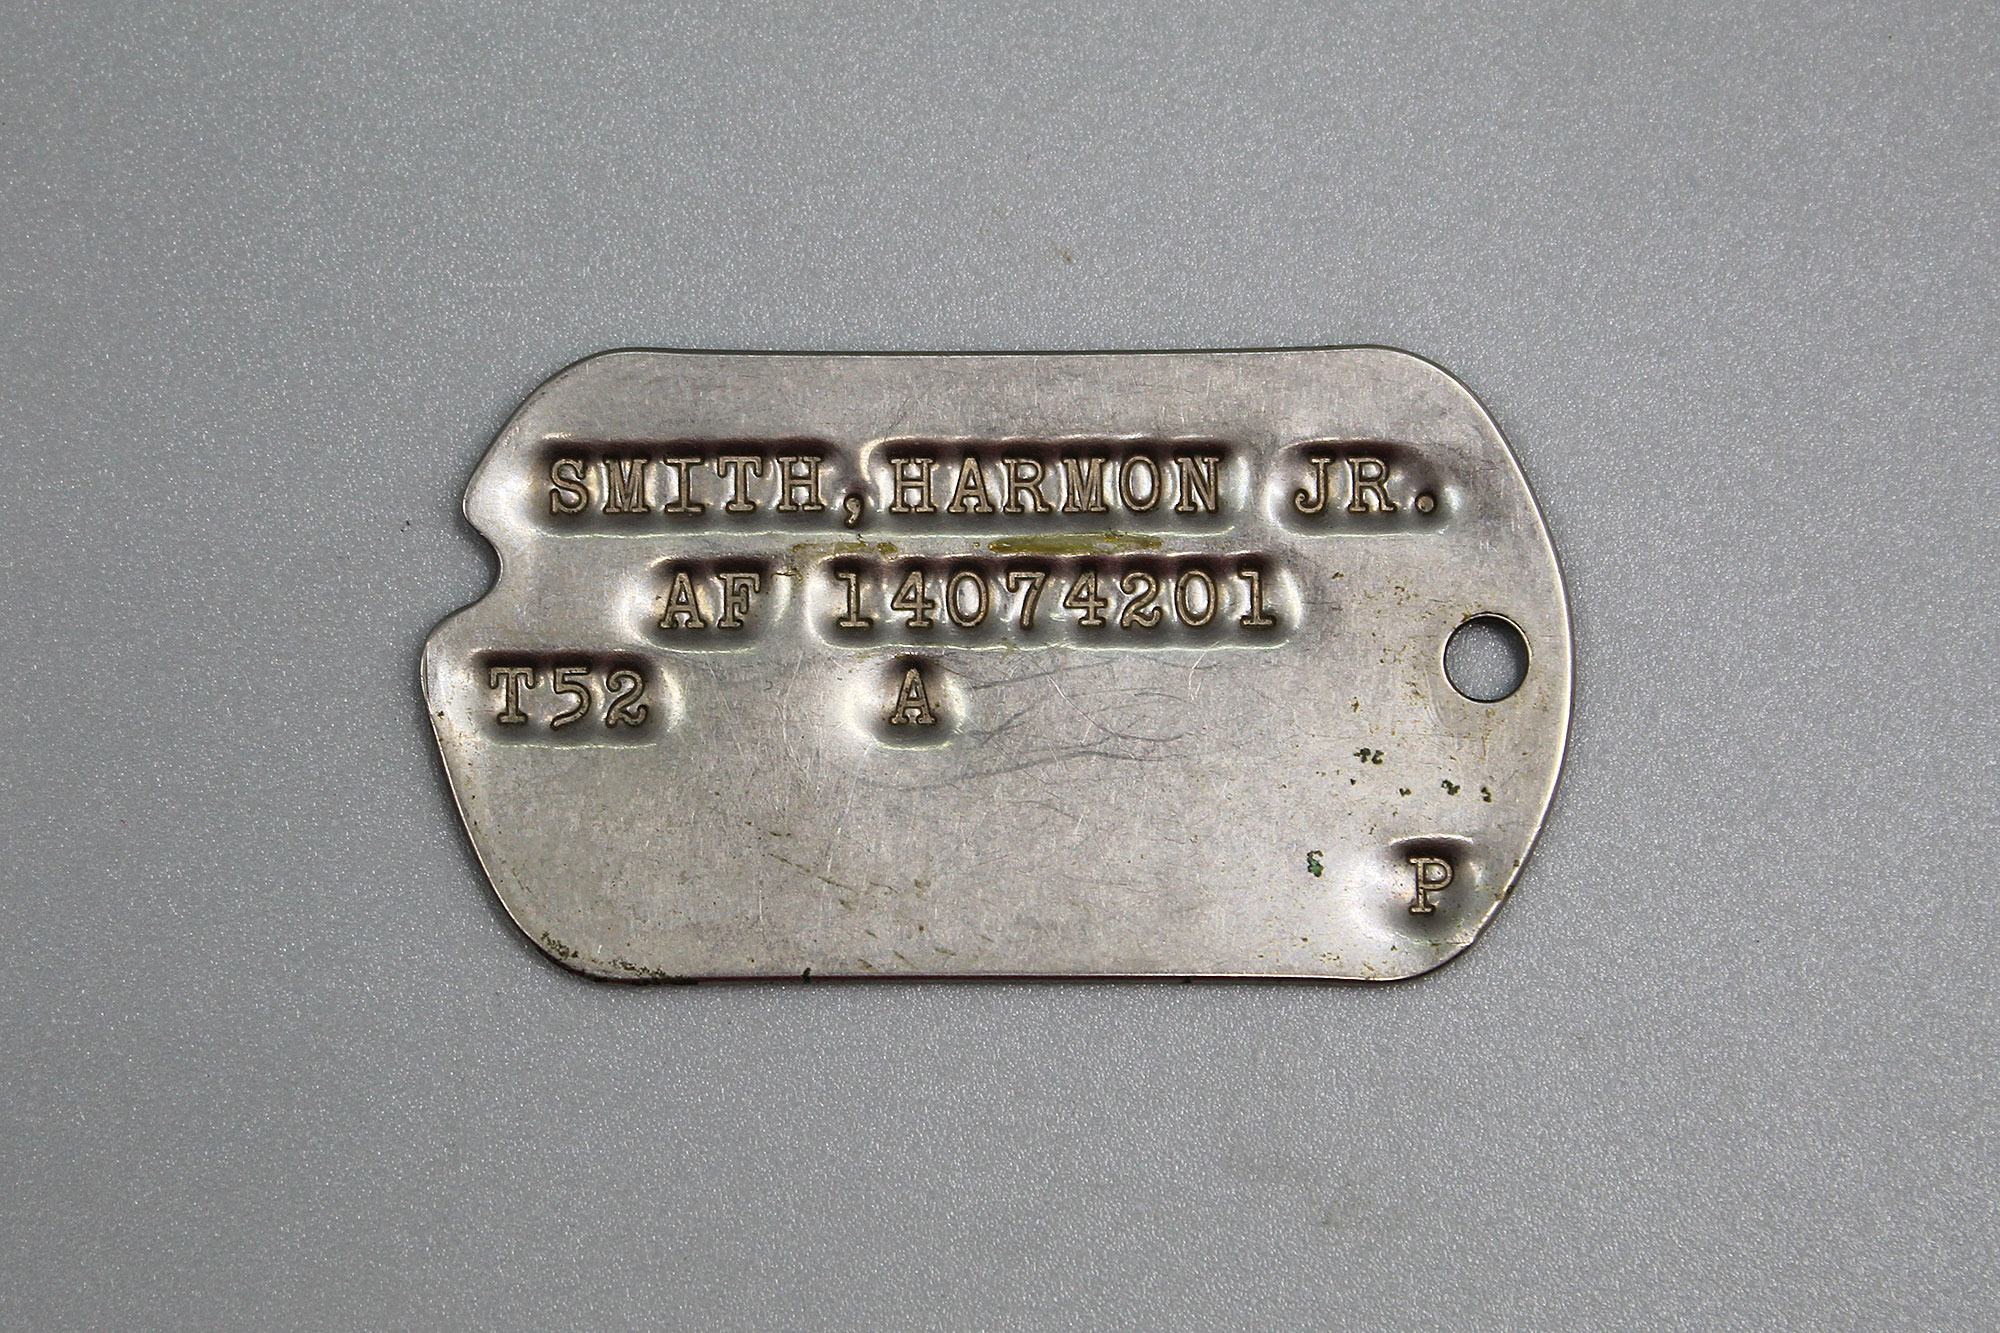 SMITH,HARMON JR.
AF 14074201
T52 A
P